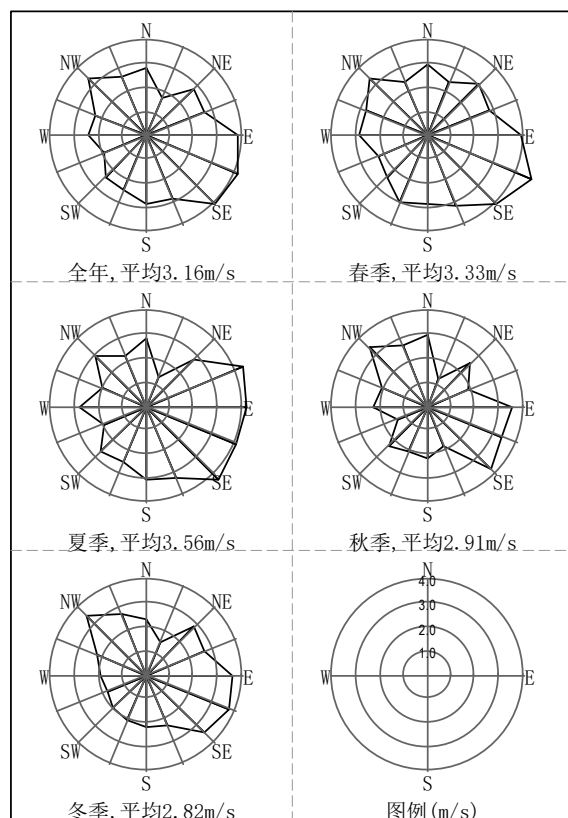 N
NW NE
W E
SW SE
S
全年,平均3.16m/s
N
NW NE
W E
SW SE
S
春季,平均3.33m/s
N
NW NE
W E
SW SE
S
夏季,平均3.56m/s
N
NW NE
W E
SW SE
S
秋季,平均2.91m/s
N
NW NE
W E
SW SE
S
冬季,平均2.82m/s
N
4.0
3.0
2.0
1.0
W E
S
图例(m/s)